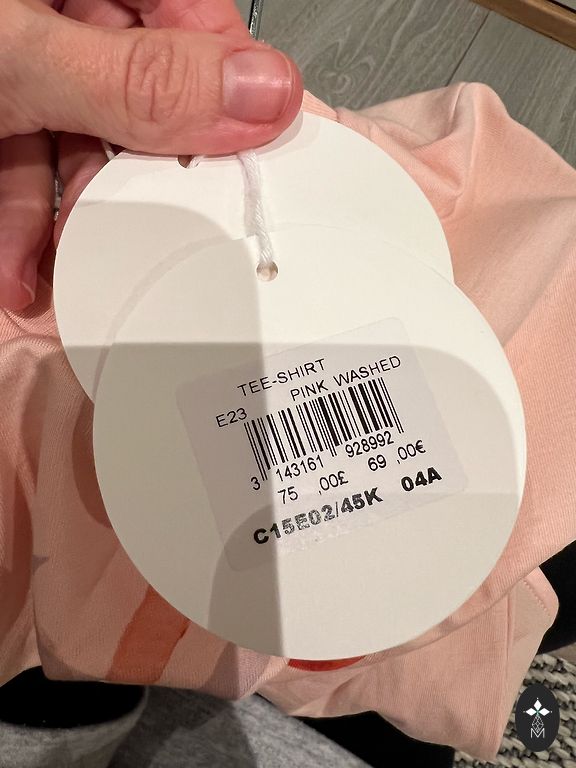 TEE-SHIRT
E23 PINK WASHED
3 143161 928992
75 ,00£ 69 ,00€
C15E02/45K 04A
M